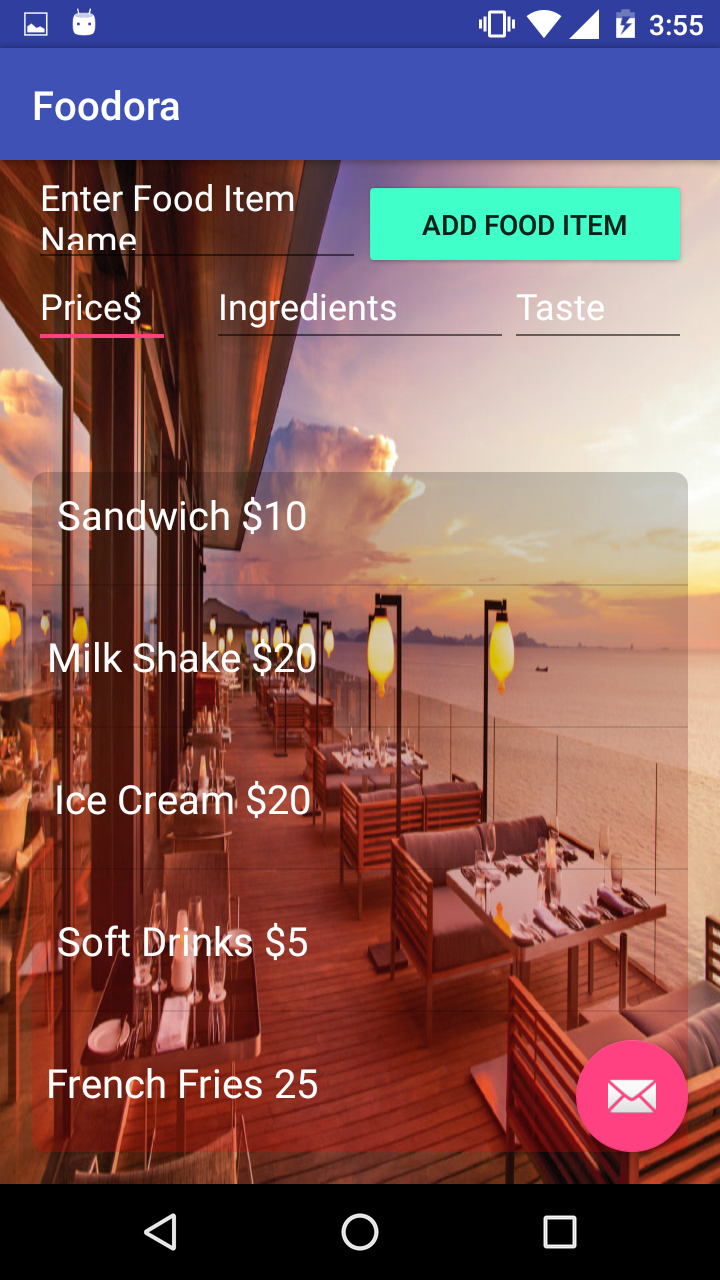 3:55
Foodora
Enter Food Item
Name
ADD FOOD ITEM
Price$ Ingredients Taste
Sandwich $10
Milk Shake $20
Ice Cream $20
Soft Drinks $5
French Fries 25